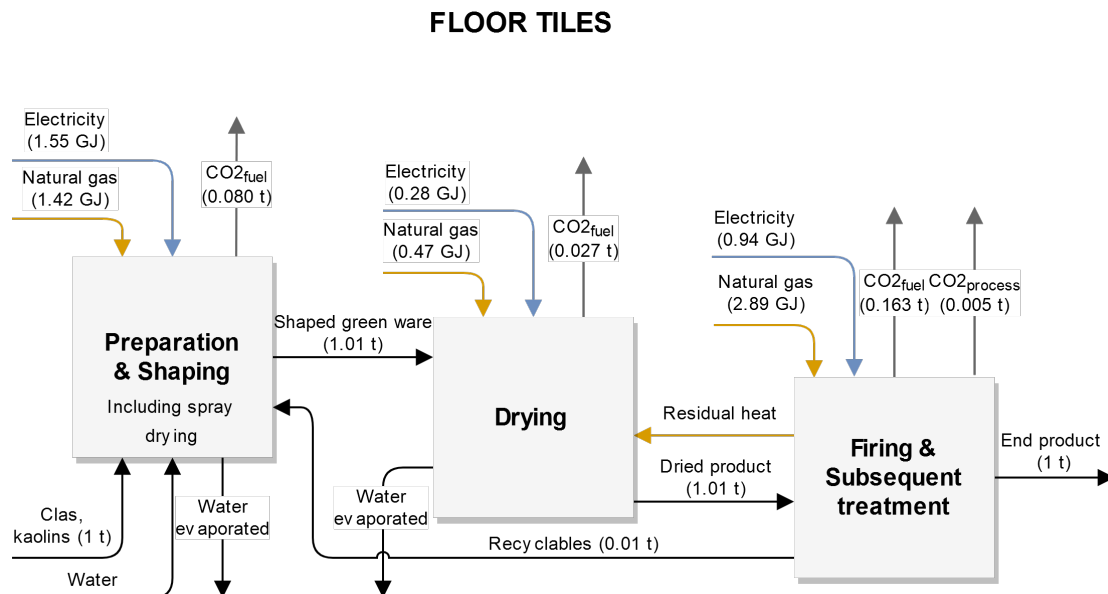 FLOOR TILES
Electricity
(1.55 GJ)
Natural gas
(1.42 GJ)
CO2fuel
(0.080 t)
Electricity
(0.28 GJ)
Natural gas
(0.47 GJ)
CO2fuel
(0.027 t)
Electricity
(0.94 GJ)
Natural gas
(2.89 GJ)
CO2fuel
(0.163 t)
CO2process
(0.005 t)
Preparation
& Shaping
Including spray
drying
Shaped green ware
(1.01 t)
Drying
Residual heat
Dried product
(1.01 t)
Firing &
Subsequent
treatment
End product
(1 t)
Clas,
kaolins (1 t)
Water
Water
evaporated
Water
evaporated
Recyclables (0.01 t)